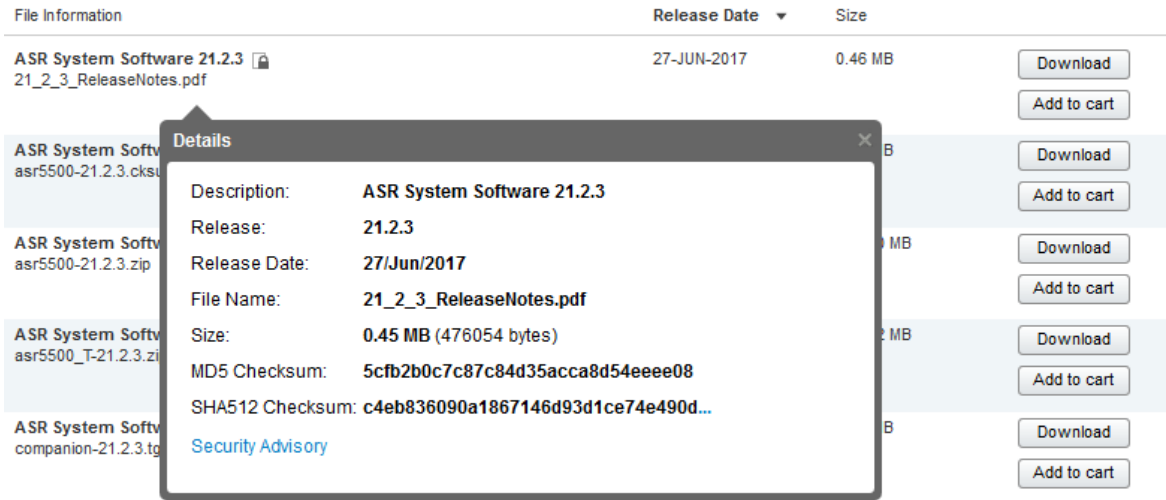 File Information Release Date Size
ASR System Software 21.2.3 27-JUN-2017 0.46 MB Download
21_2_3_ReleaseNotes.pdf
Add to cart
Details
ASR System B Download
asr5500-21.2.3
Add to cart
Description: ASR System Software 21.2.3
Release: 21.2.3
ASR System MB Download
asr5500-21.2.3.zip
Release Date: 27/Jun/2017
Add to cart
File Name: 21_2_3_ReleaseNotes.pdf
ASR System MB Download
Size: 0.45 MB (476054 bytes)
asr5500_T-21.2.3.zi
MD5 Checksum: 5cfb2b0c7c87c84d35acca8d54eeee08
Add to cart
SHA512 Checksum: c4eb836090a1867146d93d1ce74e490d...
ASR System B Download
Security Advisory
companion-21.2.3.tg
Add to cart